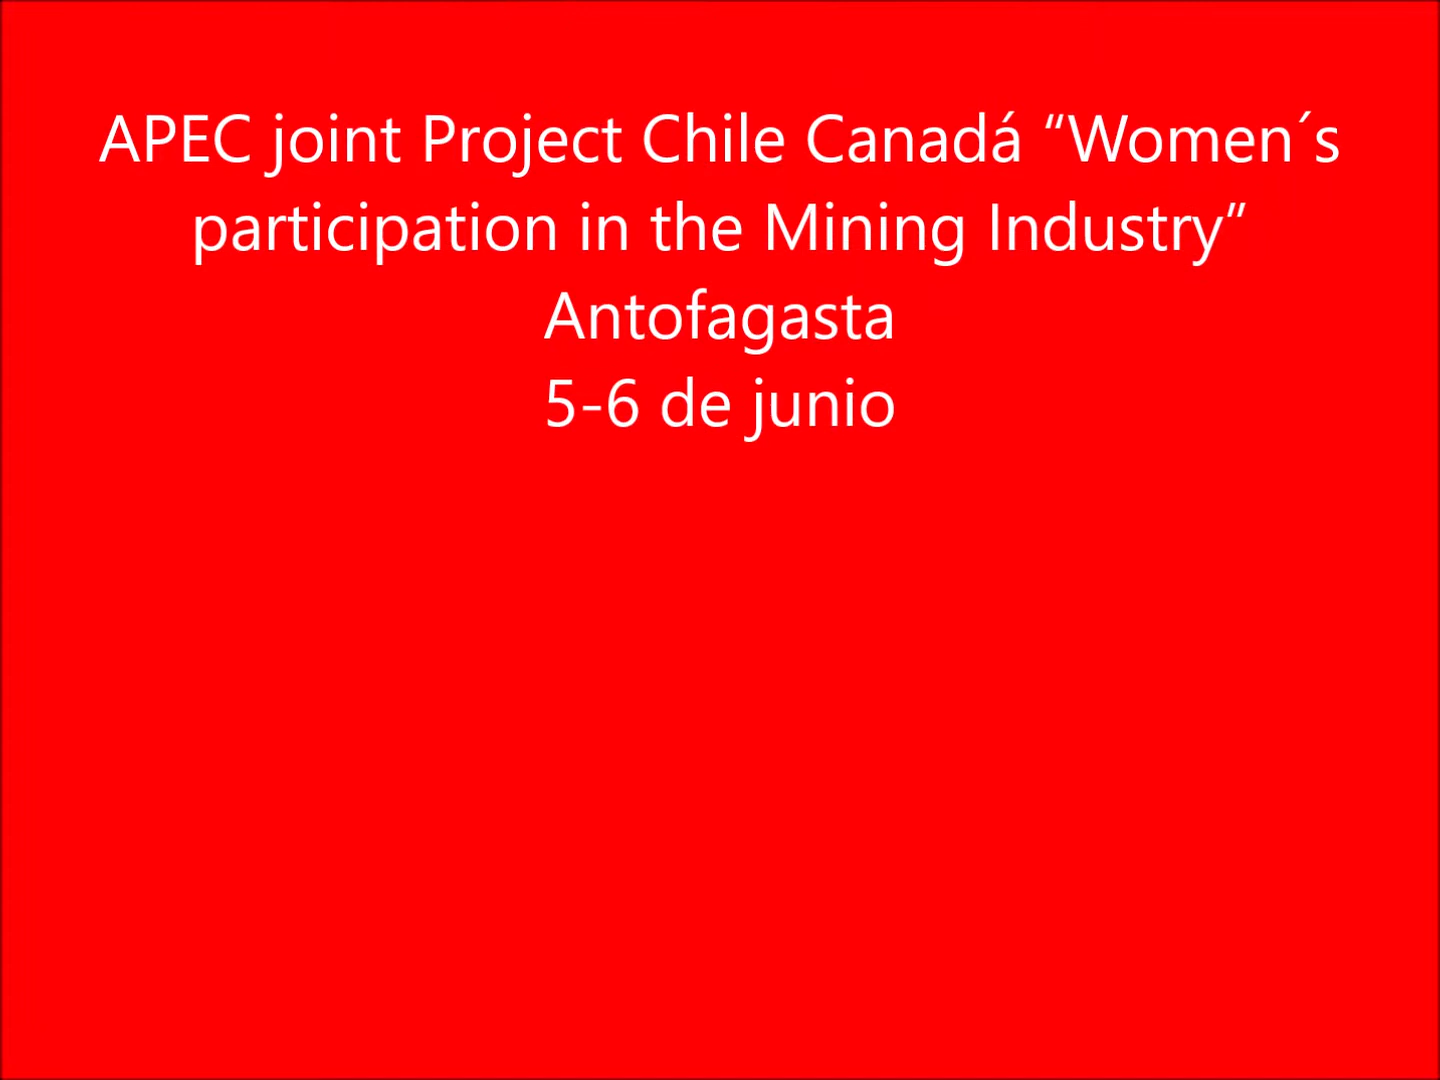 APEC joint Project Chile Canadá “Women´s
participation in the Mining Industry”
Antofagasta
5-6 de junio